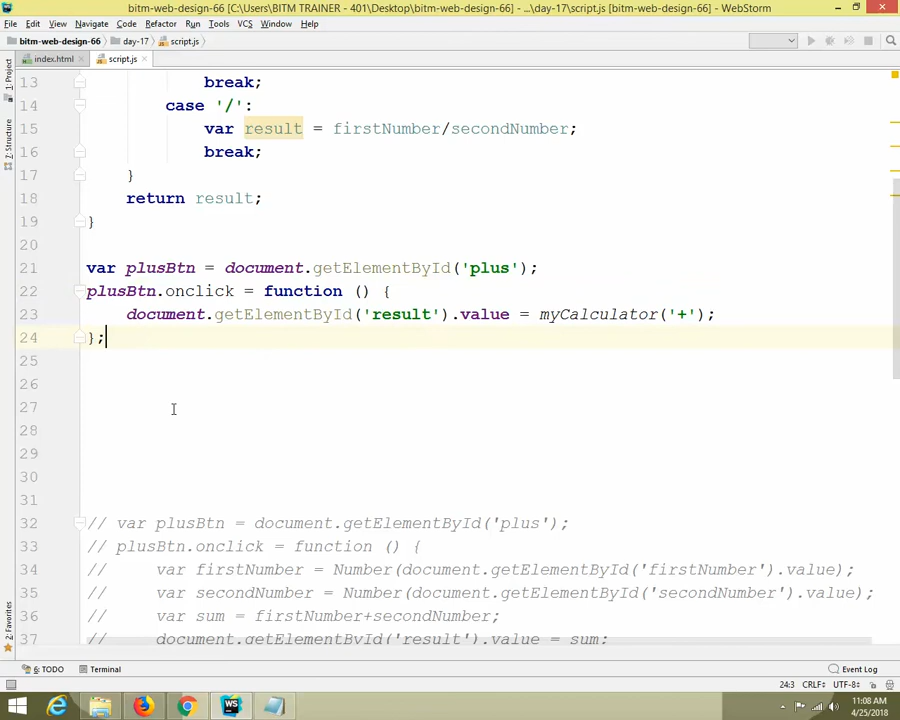 bitm-web-design-66 [C:\Users\BITM TRAINER - 401\Desktop\bitm-web-design-66] - ...\day-17\script.js [bitm-web-design-66] - WebStorm
File Edit View Navigate Code Refactor Run Tools VCS Window Help
bitm-web-design-66 day-17 script.js
index.html script.js
1: Project
7: Structure
2: Favorites
13 break;
14 case '/':
15 var result = firstNumber/secondNumber;
16 break;
17 }
18 return result;
19 }
20
21 var plusBtn = document.getElementById('plus');
22 plusBtn.onclick = function () {
23 document.getElementById('result').value = myCalculator('+');
24 };
25
26
27
28
29
30
31
32 // var plusBtn = document.getElementById('plus');
33 // plusBtn.onclick = function () {
34 // var firstNumber = Number(document.getElementById('firstNumber').value);
35 // var secondNumber = Number(document.getElementById('secondNumber').value);
36 // var sum = firstNumber+secondNumber;
37 // document.getElementById('result').value = sum;
6: TODO Terminal Event Log
24:3 CRLF÷ UTF-8÷
WS
11:08 AM
4/25/2018